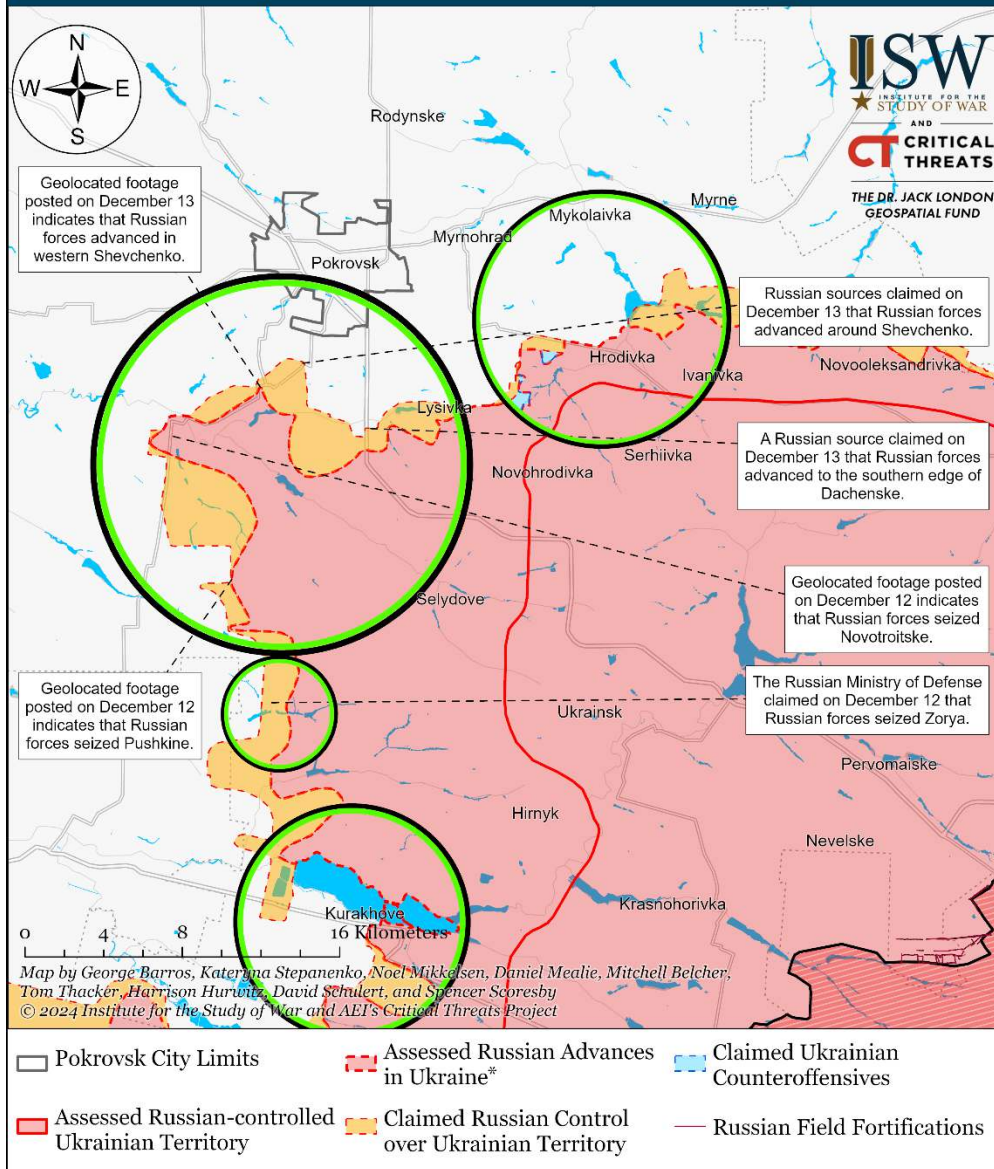 N
W E
S
ISW
INSTITUTE FOR THE
STUDY OF WAR
AND
CT CRITICAL
THREATS
THE DR. JACK LONDON
GEOSPATIAL FUND
Rodynske
Geolocated footage
posted on December 13
indicates that Russian
forces advanced in
western Shevchenko.
Mykolaivka
Myrne
Myrnohrad
Pokrovsk
Russian sources claimed on
December 13 that Russian forces
advanced around Shevchenko.
Hrodivka
Ivanivka
Novooleksandrivka
Lysivka
A Russian source claimed on
December 13 that Russian forces
advanced to the southern edge of
Dachenske.
Serhiivka
Novohrodivka
Geolocated footage posted
on December 12 indicates
that Russian forces seized
Novotroitske.
Selydove
Geolocated footage
posted on December 12
indicates that Russian
forces seized Pushkine.
The Russian Ministry of Defense
claimed on December 12 that
Russian forces seized Zorya.
Ukrainsk
Pervomaiske
Hirnyk
Nevelske
Krasnohorivka
Kurakhove
0 4 8 16 Kilometers
Map by George Barros, Kateryna Stepanenko, Noel Mikkelsen, Daniel Mealie, Mitchell Belcher,
Tom Thacker, Harrison Hurwitz, David Schulert, and Spencer Scoresby
© 2024 Institute for the Study of War and AEI's Critical Threats Project
Pokrovsk City Limits
Assessed Russian Advances
in Ukraine*
Claimed Ukrainian
Counteroffensives
Assessed Russian-controlled
Ukrainian Territory
Claimed Russian Control
over Ukrainian Territory
Russian Field Fortifications